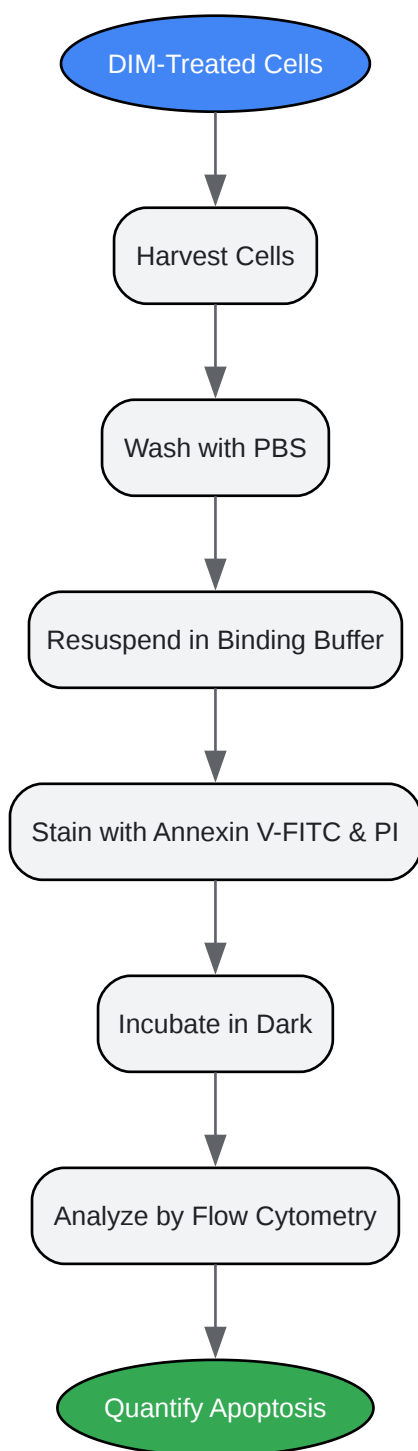 DIM-Treated Cells
Harvest Cells
Wash with PBS
Resuspend in Binding Buffer
Stain with Annexin V-FITC & PI
Incubate in Dark
Analyze by Flow Cytometry
Quantify Apoptosis